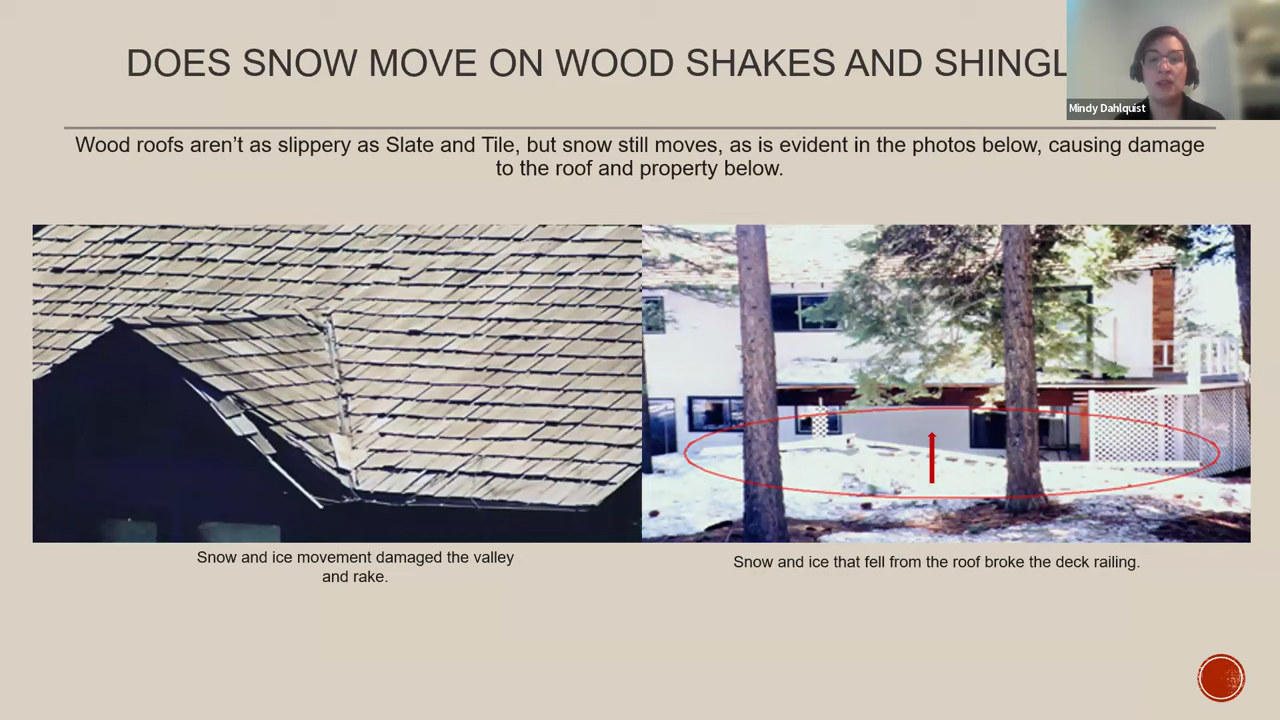 DOES SNOW MOVE ON WOOD SHAKES AND SHINGL
Mindy Dahlquist
Wood roofs aren't as slippery as Slate and Tile, but snow still moves, as is evident in the photos below, causing damage
to the roof and property below.
Snow and ice movement damaged the valley
and rake.
Snow and ice that fell from the roof broke the deck railing.